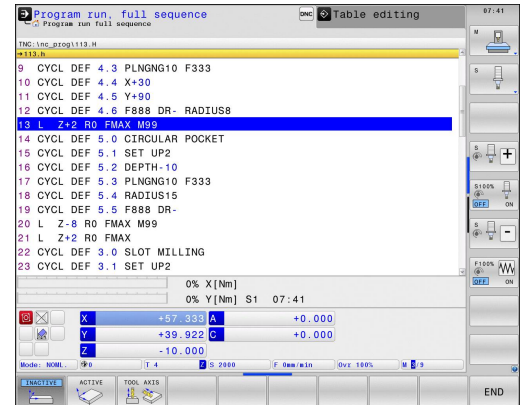 Program run, full sequence
Program run full sequence
DNC
Table editing
07:41
TNC:\nc_prog\113.H
→113.h
9 CYCL DEF 4.3 PLNGNG10 F333
10 CYCL DEF 4.4 X+30
11 CYCL DEF 4.5 Y+90
12 CYCL DEF 4.6 F888 DR- RADIUS8
13 L Z+2 R0 FMAX M99
14 CYCL DEF 5.0 CIRCULAR POCKET
15 CYCL DEF 5.1 SET UP2
16 CYCL DEF 5.2 DEPTH-10
17 CYCL DEF 5.3 PLNGNG10 F333
18 CYCL DEF 5.4 RADIUS15
19 CYCL DEF 5.5 F888 DR-
20 L Z-8 R0 FMAX M99
21 L Z+2 R0 FMAX
22 CYCL DEF 3.0 SLOT MILLING
23 CYCL DEF 3.1 SET UP2
0% X[Nm]
0% Y[Nm] S1 07:41
X +57.333 A +0.000
Y +39.922 C +0.000
Z -10.000
Mode: NOML. 0 T 4 Z S 2000 F 0mm/min Ovr 100% M 3/9
INACTIVE ACTIVE TOOL AXIS END
M
S
S
S100%
OFF ON
S
F100%
OFF ON